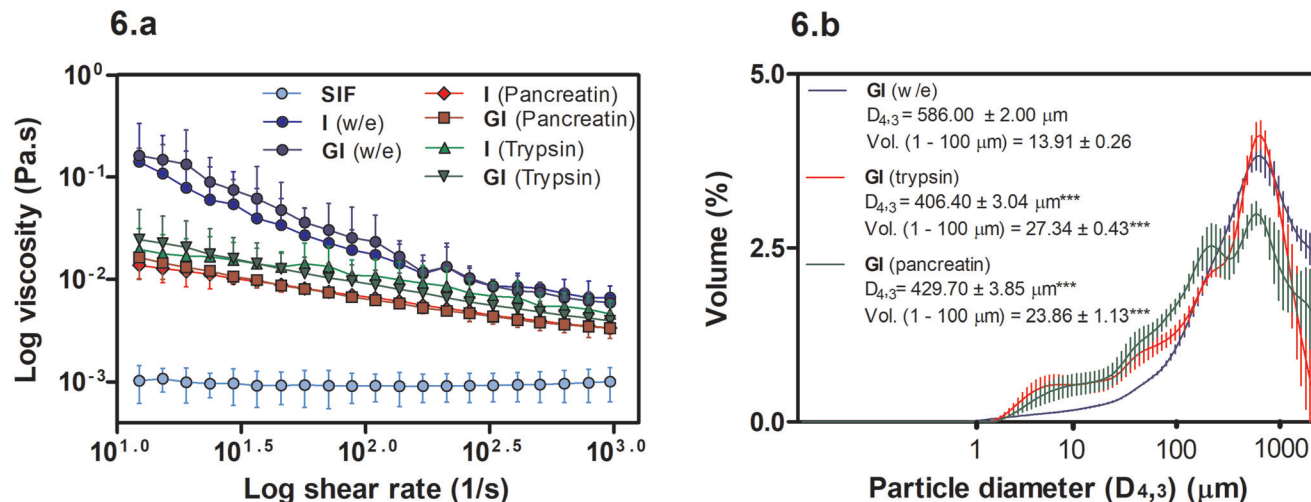 6.a
10^0
10^-1
10^-2
10^-3
Log viscosity (Pa.s)
SIF
I (w/e)
GI (w/e)
I (Pancreatin)
GI (Pancreatin)
I (Trypsin)
GI (Trypsin)
10^1.0
10^1.5
10^2.0
10^2.5
10^3.0
Log shear rate (1/s)
6.b
5.0
2.5
0.0
Volume (%)
GI (w/e)
D4,3 = 586.00 ± 2.00 µm
Vol. (1 - 100 µm) = 13.91 ± 0.26
GI (trypsin)
D4,3 = 406.40 ± 3.04 µm***
Vol. (1 - 100 µm) = 27.34 ± 0.43***
GI (pancreatin)
D4,3 = 429.70 ± 3.85 µm***
Vol. (1 - 100 µm) = 23.86 ± 1.13***
1
10
100
1000
Particle diameter (D4,3) (µm)